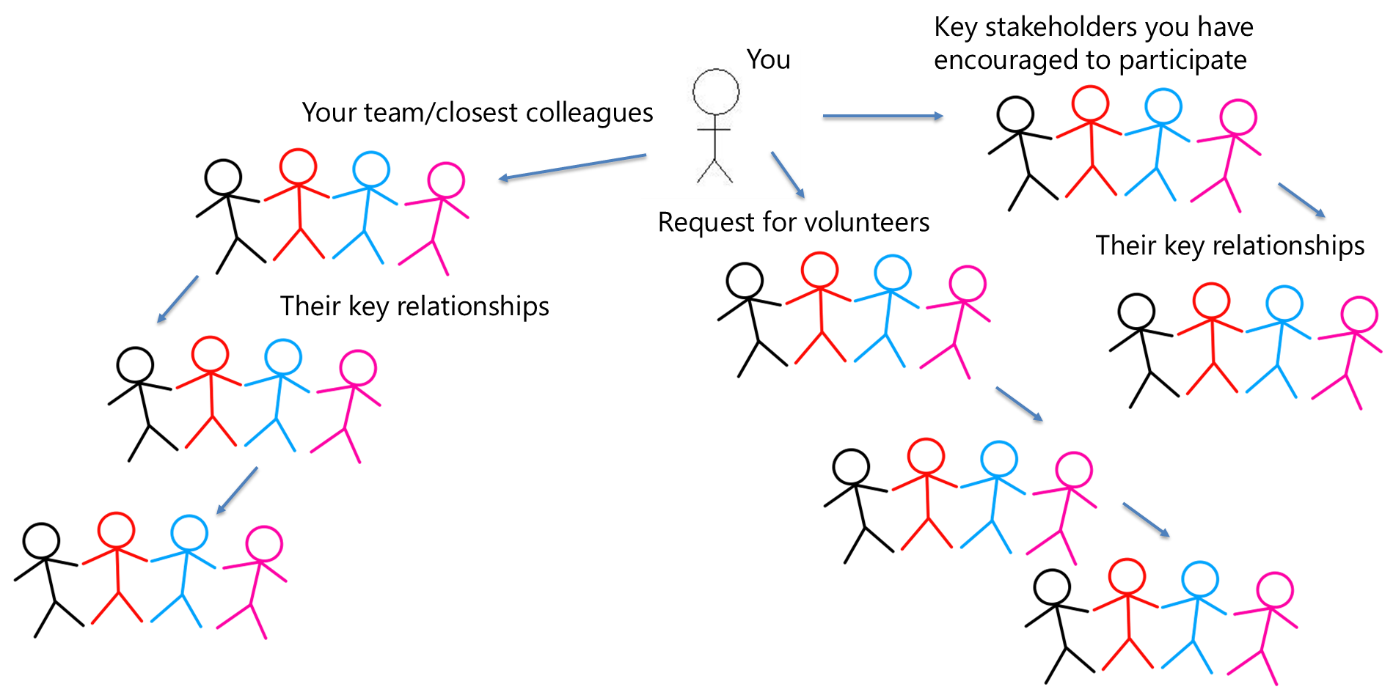 Key stakeholders you have
encouraged to participate
You
Your team/closest colleagues
Request for volunteers
Their key relationships
Their key relationships